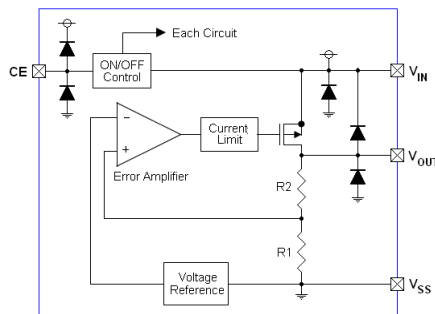 Each Circuit
CE
ON/OFF
Control
VIN
−
+
Current
Limit
Error Amplifier
R2
VOUT
R1
Voltage
Reference
VSS